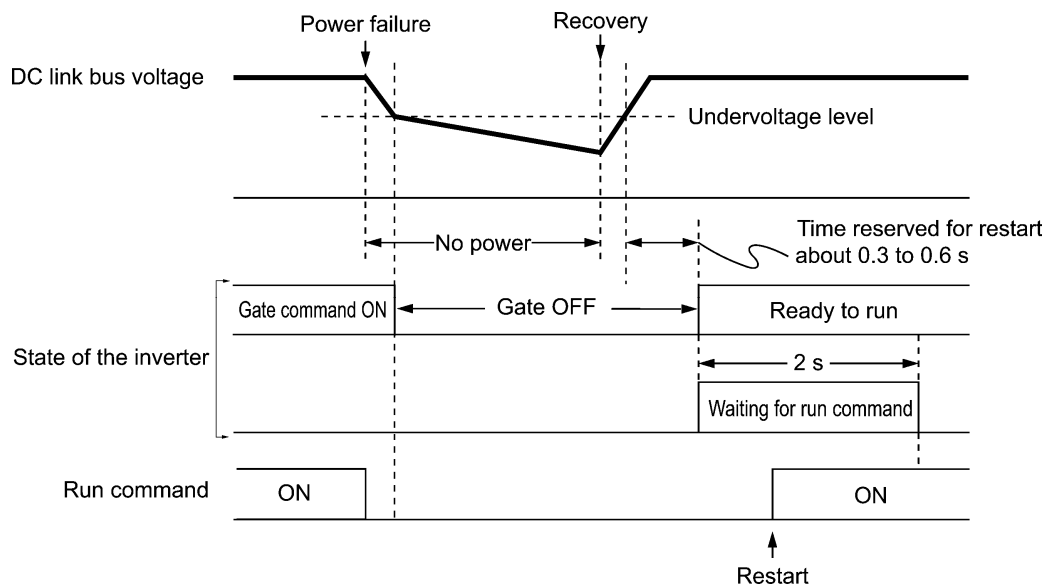 Power failure
Recovery
DC link bus voltage
Undervoltage level
No power
Time reserved for restart
about 0.3 to 0.6 s
Gate command ON
Gate OFF
Ready to run
State of the inverter
2 s
Waiting for run command
Run command
ON
ON
Restart